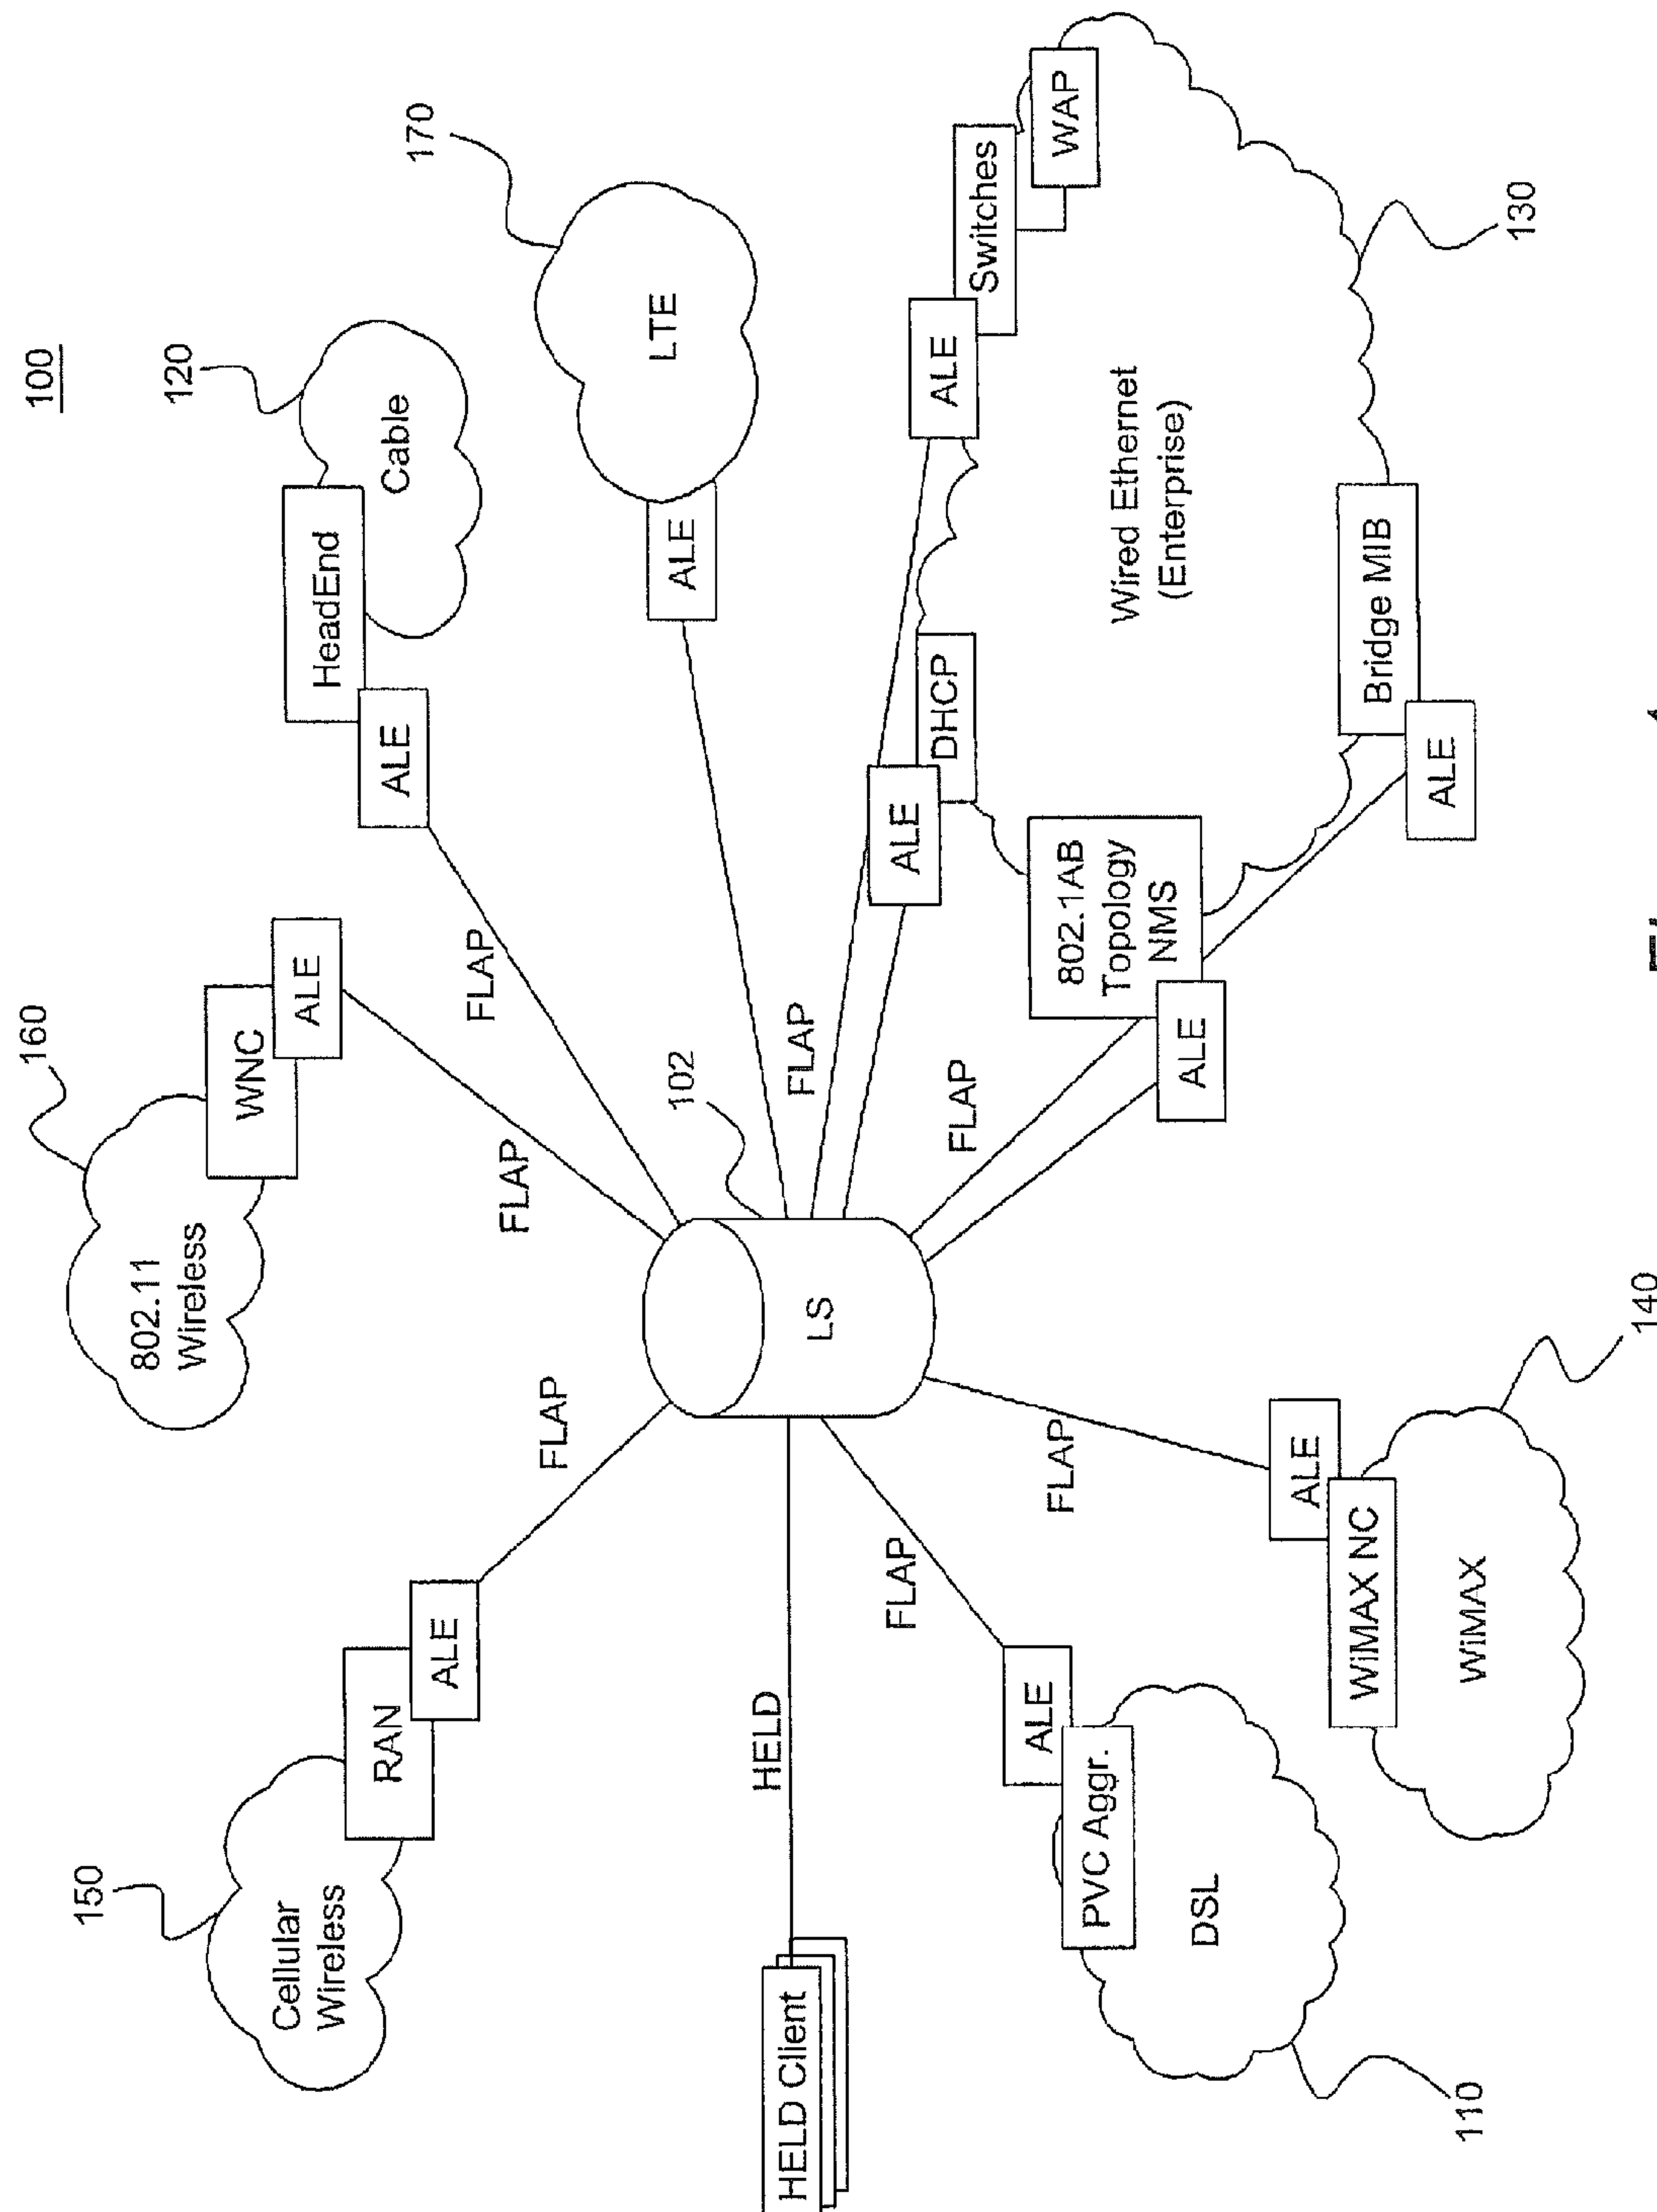 100
160
120
150
802.11
Wireless
WNC
ALE
HeadEnd
Cable
ALE
Cellular
Wireless
RAN
ALE
170
LTE
ALE
FLAP
FLAP
FLAP
102
HELD Client
HELD
LS
FLAP
FLAP
FLAP
FLAP
ALE
DHCP
ALE
Switches
WAP
802.1AB
Topology
NMS
ALE
Wired Ethernet
(Enterprise)
Bridge MIB
ALE
130
ALE
PVC Aggr.
DSL
110
ALE
WiMAX NC
WiMAX
140